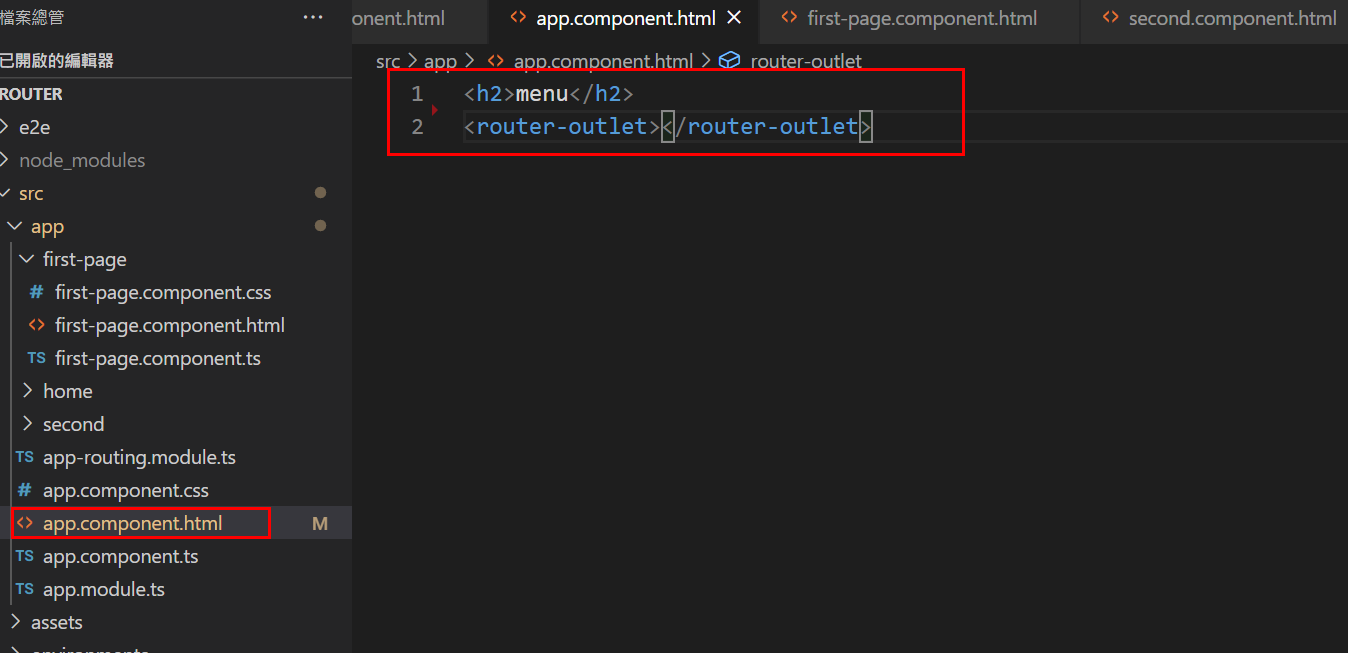 檔案總管 ···
已開啟的編輯器
ROUTER
e2e
node_modules
src
app
first-page
# first-page.component.css
<> first-page.component.html
TS first-page.component.ts
home
second
TS app-routing.module.ts
# app.component.css
<> app.component.html M
TS app.component.ts
TS app.module.ts
assets
environments
onent.html <> app.component.html × <> first-page.component.html <> second.component.html
src > app > <> app.component.html > router-outlet
1 <h2>menu</h2>
2 <router-outlet></router-outlet>